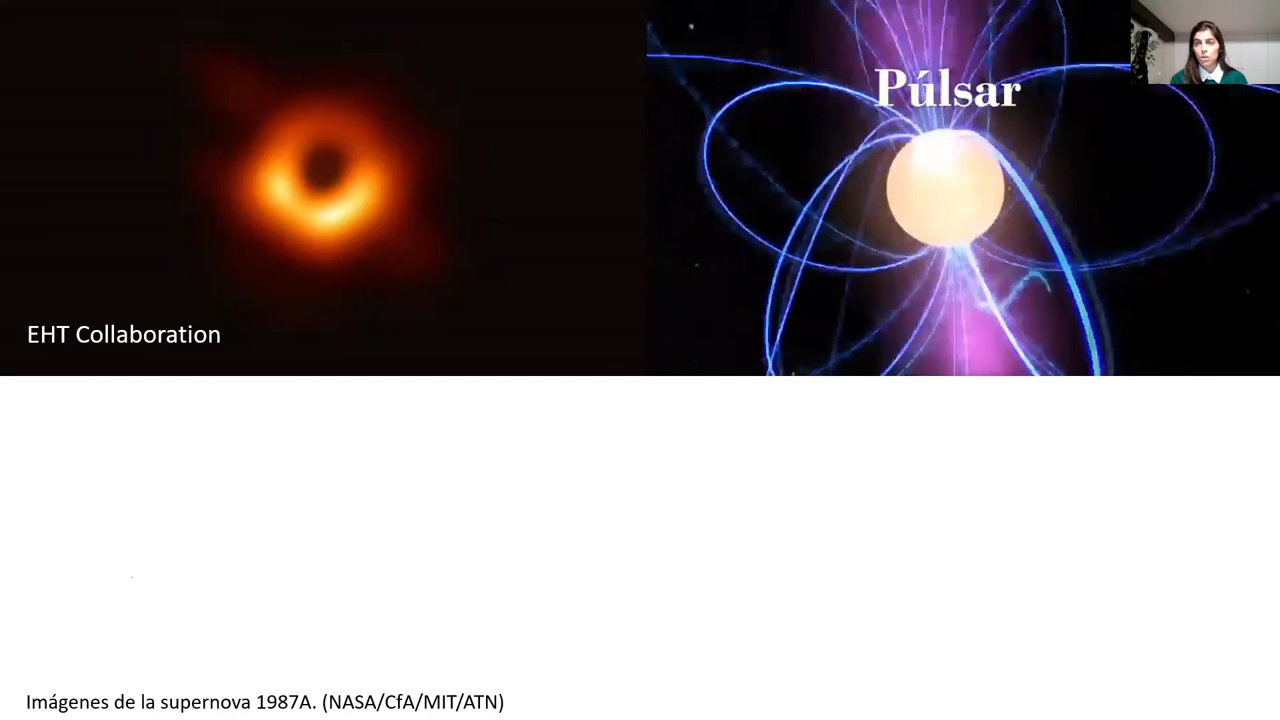 Púlsar
EHT Collaboration
Imágenes de la supernova 1987A. (NASA/CfA/MIT/ATN)